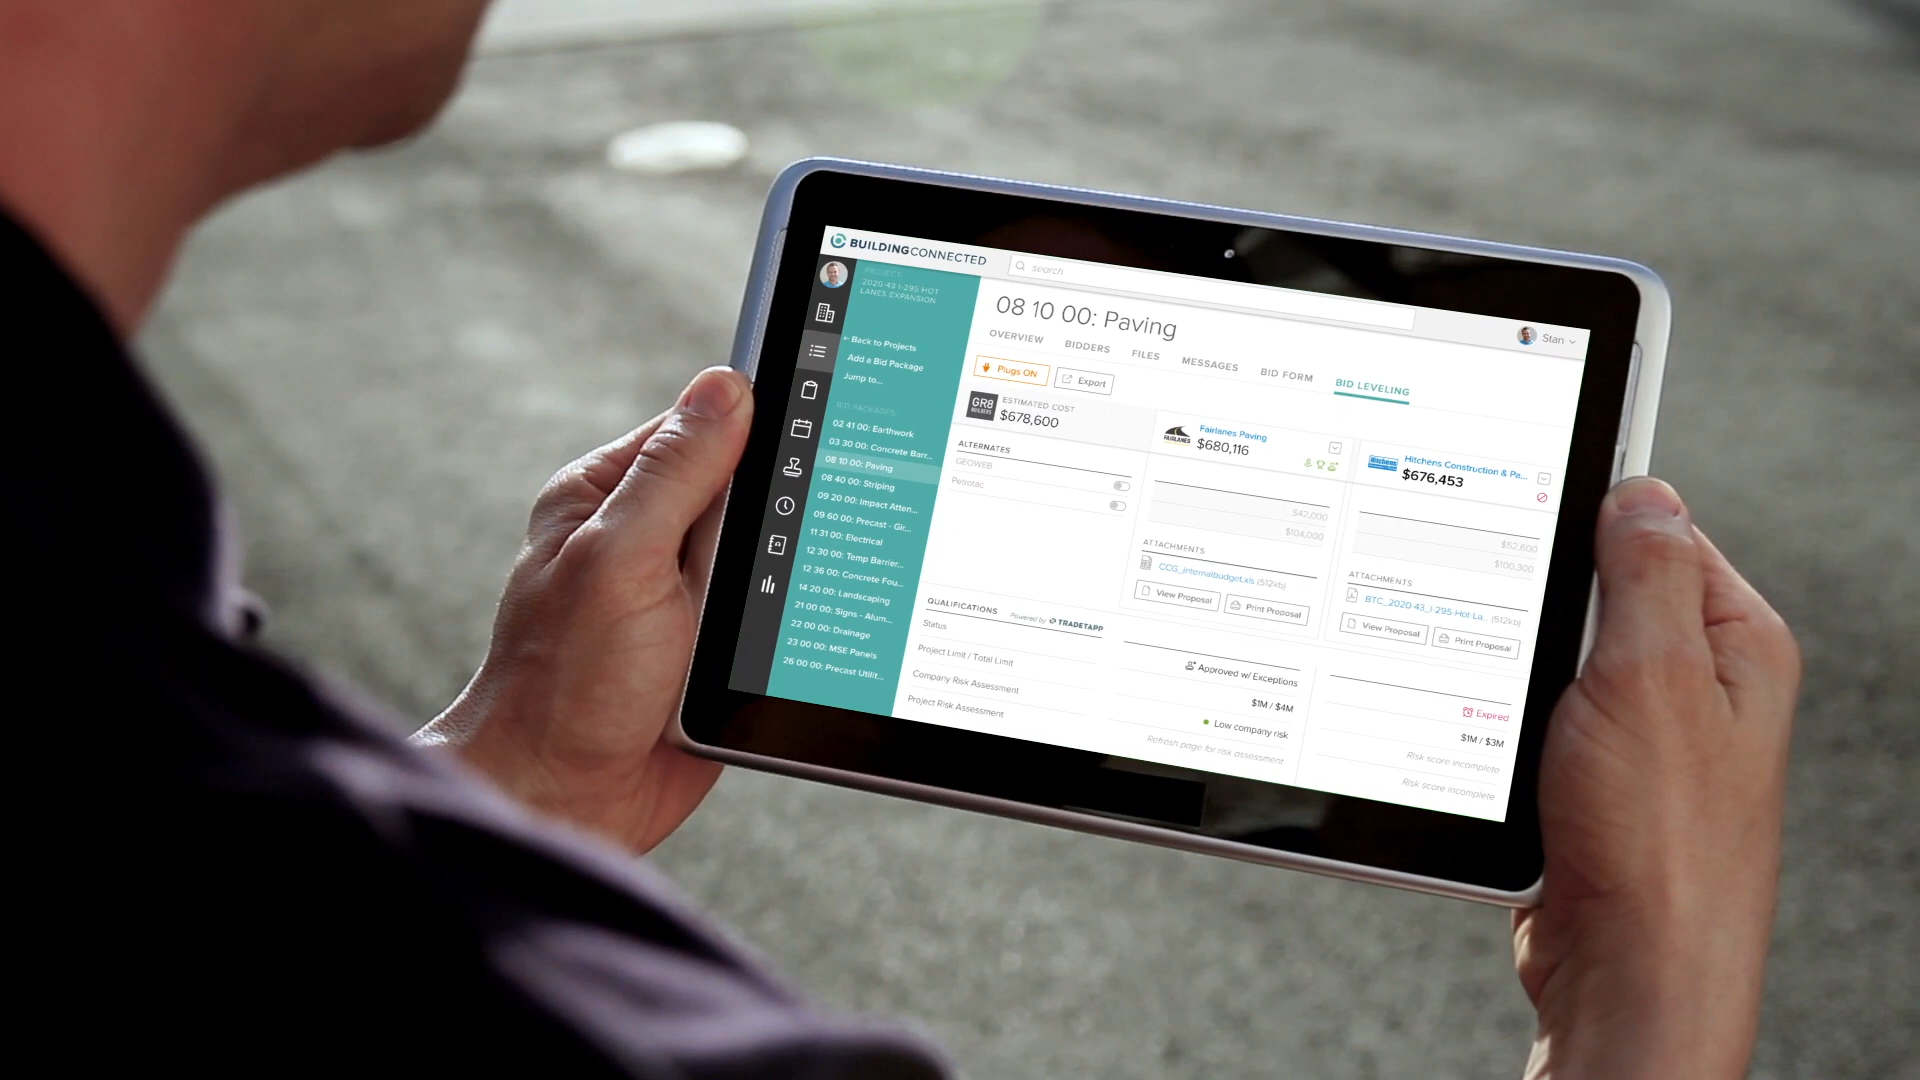 BUILDINGCONNECTED
search
Stan
PROJECT
2020-43 I-295 HOT
LANES EXPANSION
← Back to Projects
Add a Bid Package
Jump to...
BID PACKAGES
02 41 00: Earthwork
03 30 00: Concrete Barr...
08 10 00: Paving
08 40 00: Striping
09 20 00: Impact Atten...
09 60 00: Precast - Gir...
11 31 00: Electrical
12 30 00: Temp Barrier...
12 36 00: Concrete Fou...
14 20 00: Landscaping
21 00 00: Signs - Alum...
22 00 00: Drainage
23 00 00: MSE Panels
26 00 00: Precast Utilit...
08 10 00: Paving
OVERVIEW BIDDERS FILES MESSAGES BID FORM BID LEVELING
Plugs ON
Export
GR8
BUILDERS
ESTIMATED COST
$678,600
FAIRLANES
Fairlanes Paving
$680,116
Hitchens
Hitchens Construction & Pa...
$676,453
ALTERNATES
GEOWEB
Petrotac
$42,000
$104,000
$52,600
$100,300
ATTACHMENTS
CCG_internalbudget.xls (512kb)
View Proposal
Print Proposal
ATTACHMENTS
BTC_2020-43_I-295 Hot La... (512kb)
View Proposal
Print Proposal
QUALIFICATIONS
Powered by TRADETAPP
Status
Project Limit / Total Limit
Company Risk Assessment
Project Risk Assessment
Approved w/ Exceptions
$1M / $4M
Low company risk
Refresh page for risk assessment
Expired
$1M / $3M
Risk score incomplete
Risk score incomplete